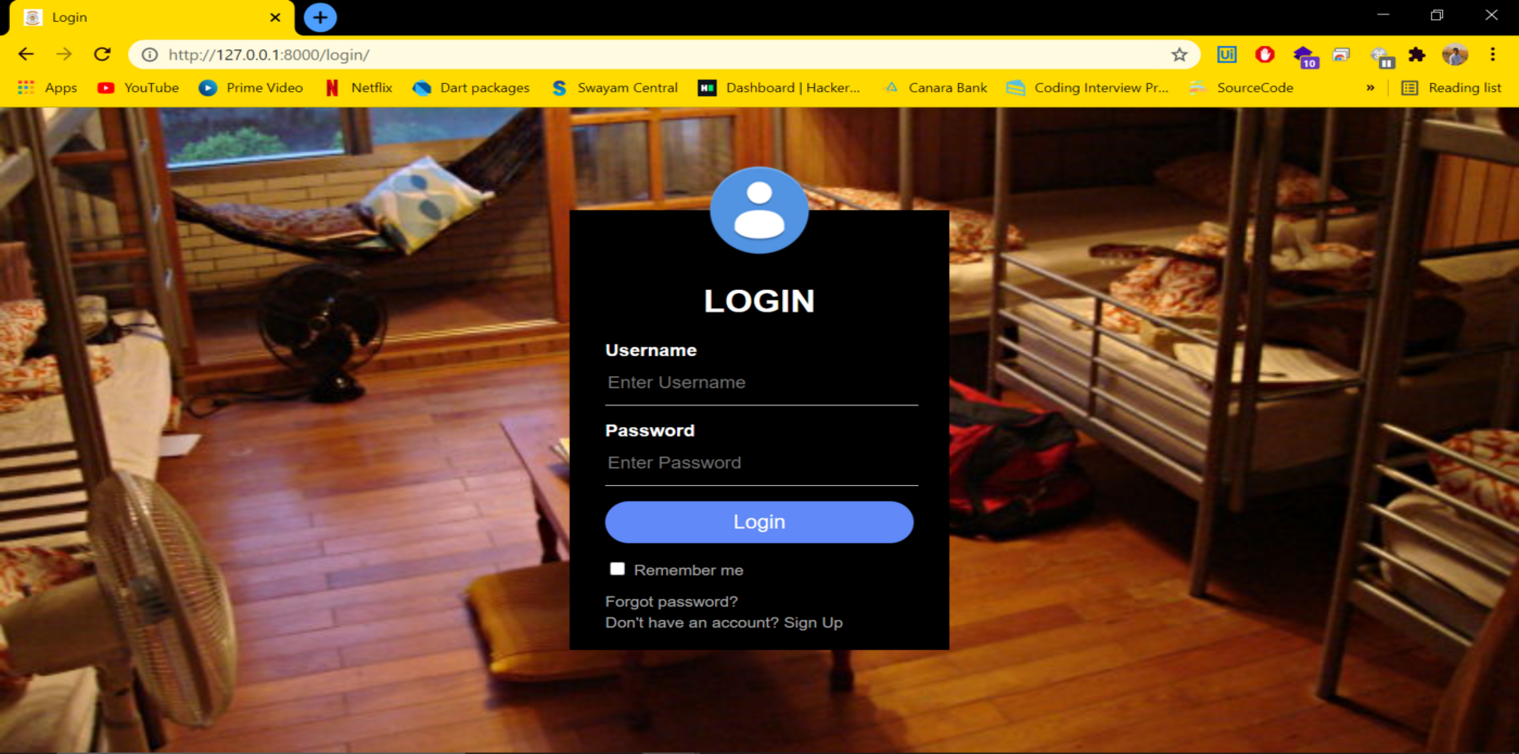 Login
http://127.0.0.1:8000/login/
Ui
10
Apps YouTube Prime Video Netflix Dart packages Swayam Central Dashboard | Hacker... Canara Bank Coding Interview Pr... SourceCode » Reading list
LOGIN
Username
Enter Username
Password
Enter Password
Login
Remember me
Forgot password?
Don't have an account? Sign Up